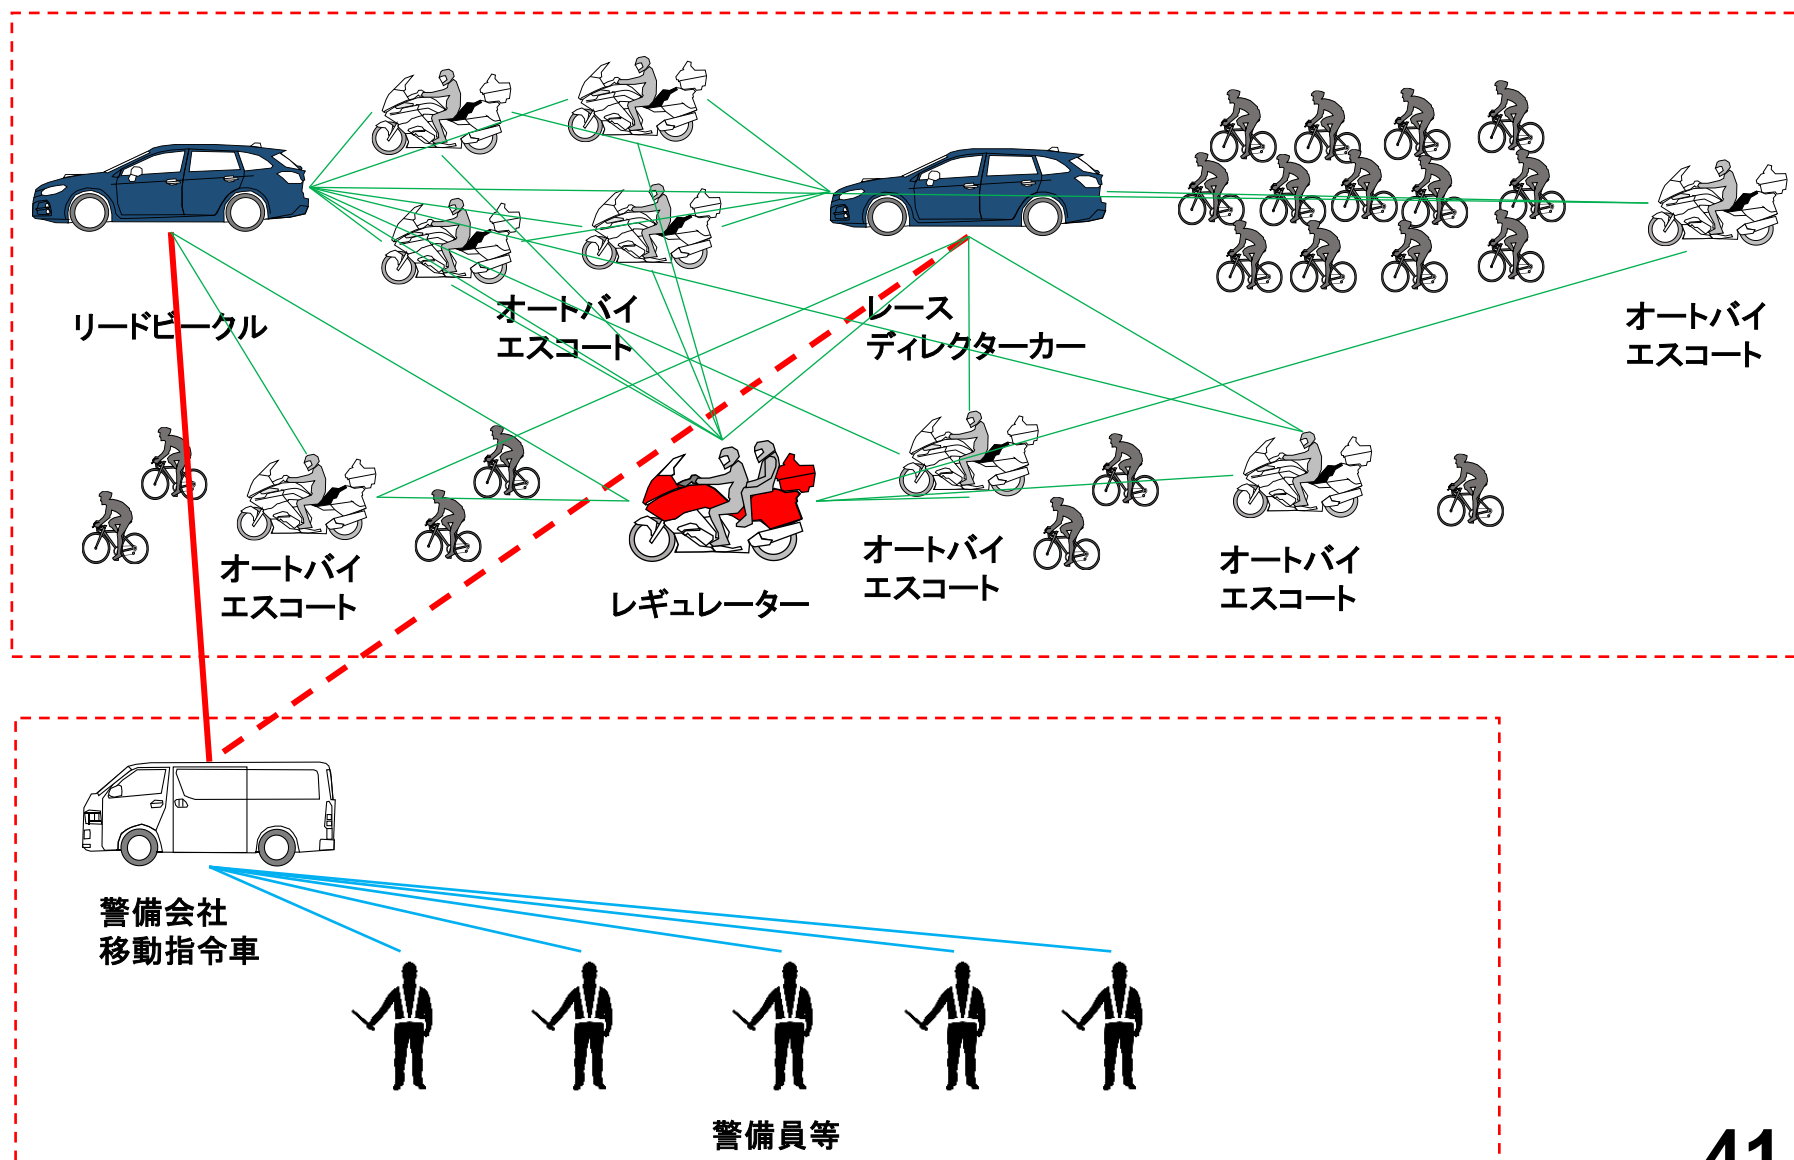 リードビークル
オートバイ
エスコート
レース
ディレクターカー
オートバイ
エスコート
オートバイ
エスコート
レギュレーター
オートバイ
エスコート
オートバイ
エスコート
警備会社
移動指令車
警備員等
41